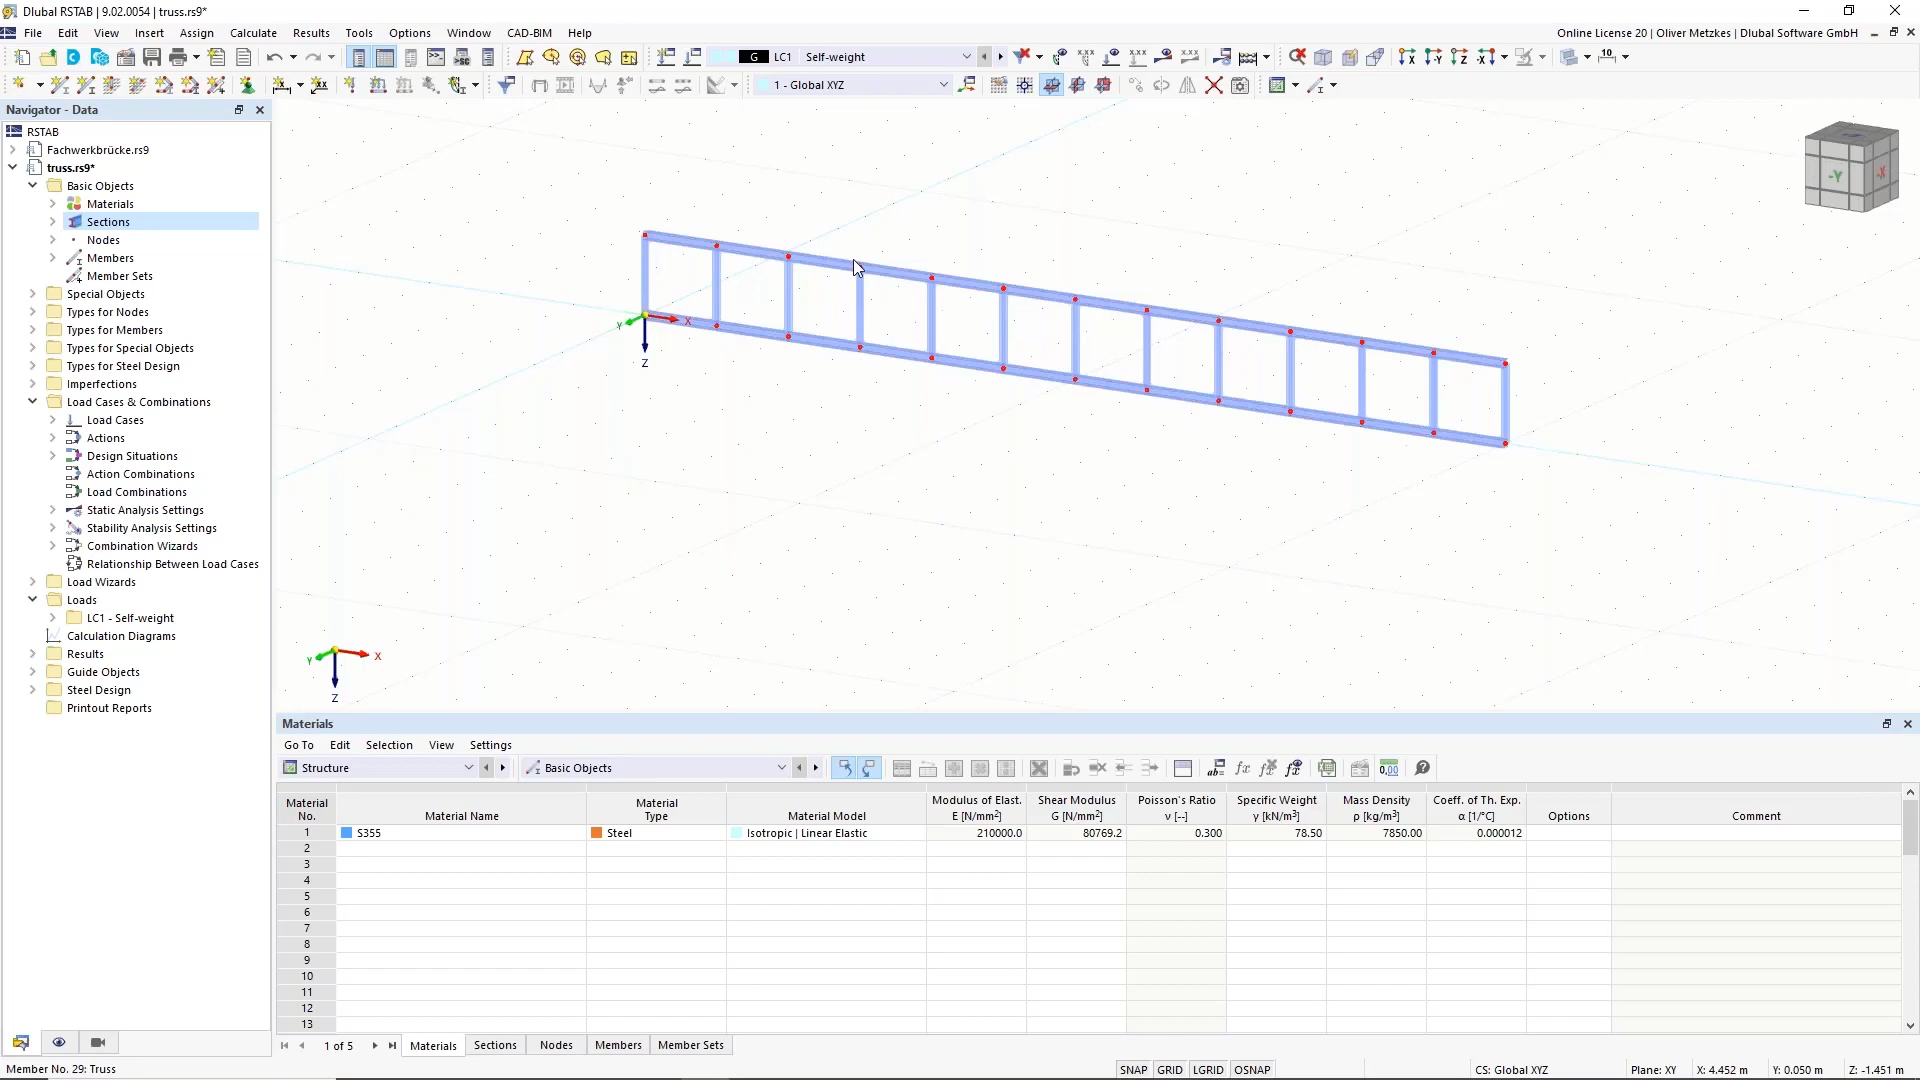 Dlubal RSTAB | 9.02.0054 | truss.rs9*
File Edit View Insert Assign Calculate Results Tools Options Window CAD-BIM Help
Online License 20 | Oliver Metzkes | Dlubal Software GmbH
G LC1 Self-weight
1 - Global XYZ
Navigator - Data
RSTAB
Fachwerkbrücke.rs9
truss.rs9*
Basic Objects
Materials
Sections
Nodes
Members
Member Sets
Special Objects
Types for Nodes
Types for Members
Types for Special Objects
Types for Steel Design
Imperfections
Load Cases & Combinations
Load Cases
Actions
Design Situations
Action Combinations
Load Combinations
Static Analysis Settings
Stability Analysis Settings
Combination Wizards
Relationship Between Load Cases
Load Wizards
Loads
LC1 - Self-weight
Calculation Diagrams
Results
Guide Objects
Steel Design
Printout Reports
-Y -X
Y X
Z
Y X
Z
Materials
Go To Edit Selection View Settings
Structure Basic Objects
Material No. Material Name Material Type Material Model Modulus of Elast. E [N/mm²] Shear Modulus G [N/mm²] Poisson's Ratio ν [--] Specific Weight γ [kN/m³] Mass Density ρ [kg/m³] Coeff. of Th. Exp. α [1/°C] Options Comment
1 S355 Steel Isotropic | Linear Elastic 210000.0 80769.2 0.300 78.50 7850.00 0.000012
2
3
4
5
6
7
8
9
10
11
12
13
1 of 5 Materials Sections Nodes Members Member Sets
Member No. 29: Truss
SNAP GRID LGRID OSNAP CS: Global XYZ Plane: XY X: 4.452 m Y: 0.050 m Z: -1.451 m